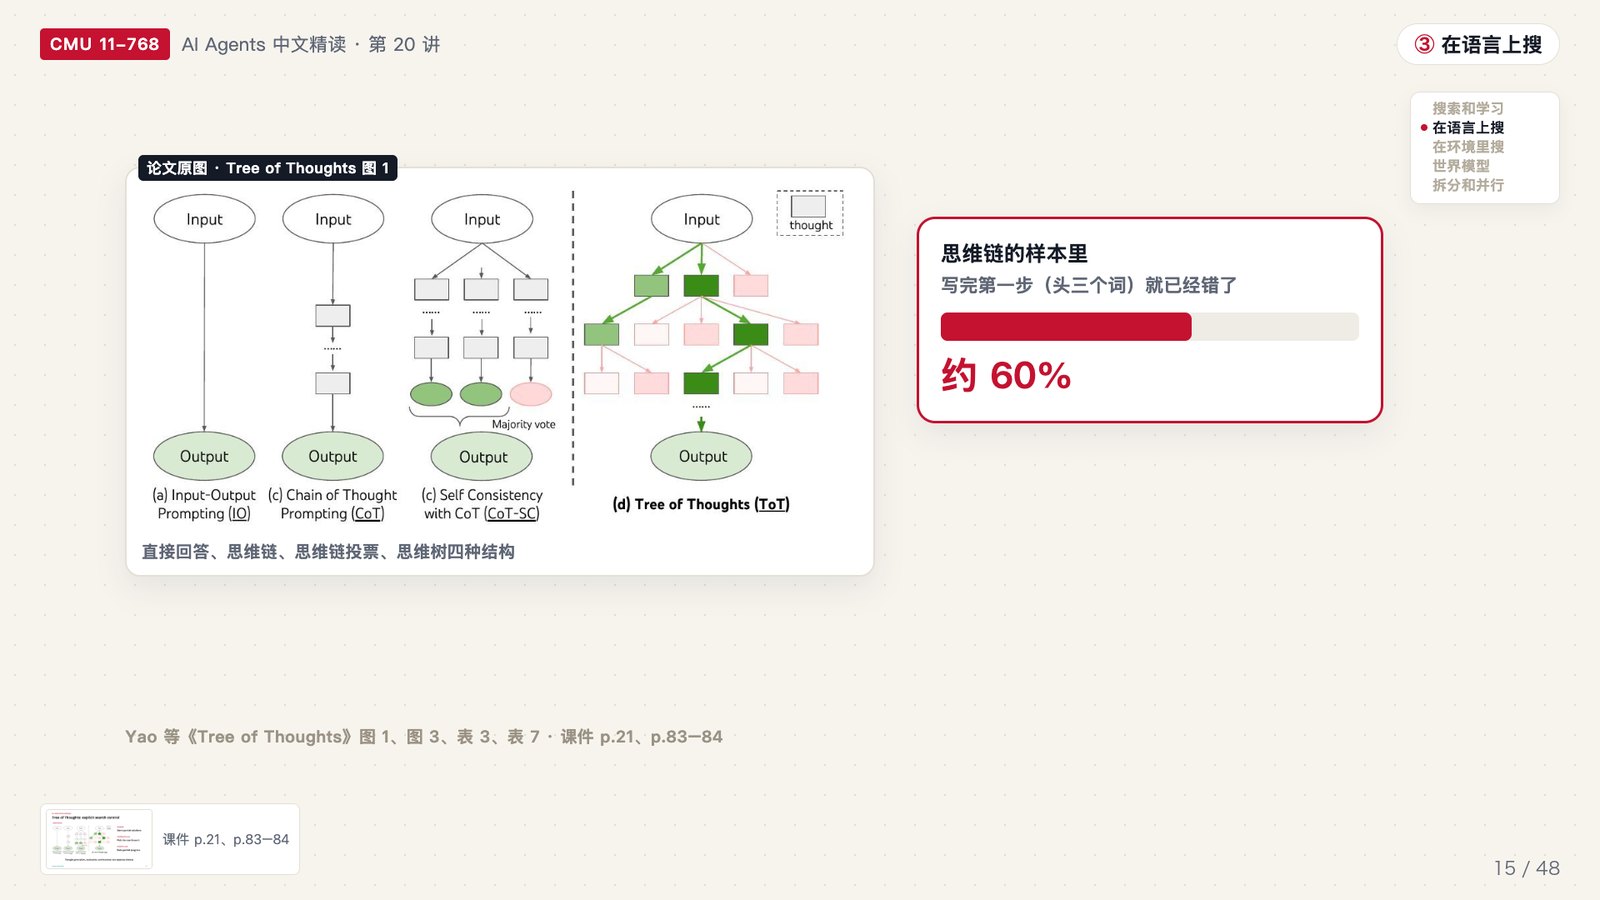 CMU 11-768
AI Agents 中文精读 · 第 20 讲
③ 在语言上搜
搜索和学习
在语言上搜
在环境里搜
世界模型
拆分和并行
论文原图 · Tree of Thoughts 图 1
Input
Input
Input
Input
thought
......
......
......
......
Majority vote
......
Output
Output
Output
Output
(a) Input-Output
Prompting (IO)
(c) Chain of Thought
Prompting (CoT)
(c) Self Consistency
with CoT (CoT-SC)
(d) Tree of Thoughts (ToT)
直接回答、思维链、思维链投票、思维树四种结构
思维链的样本里
写完第一步（头三个词）就已经错了
约 60%
Yao 等《Tree of Thoughts》图 1、图 3、表 3、表 7 · 课件 p.21、p.83–84
课件 p.21、p.83–84
15 / 48